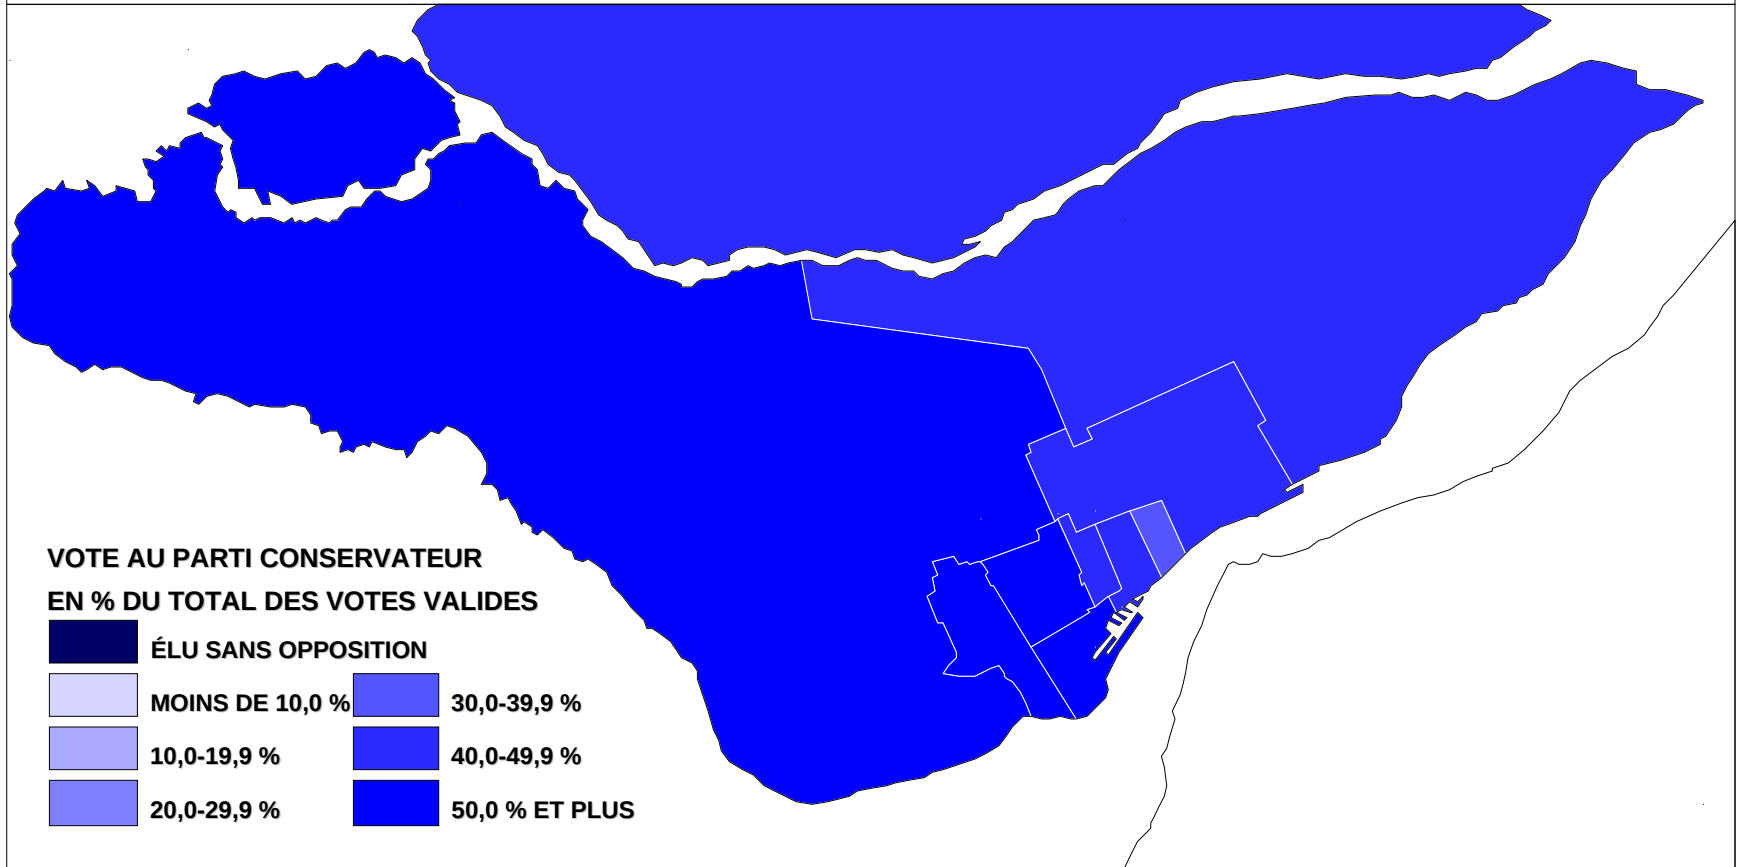 VOTE AU PARTI CONSERVATEUR
EN % DU TOTAL DES VOTES VALIDES
ÉLU SANS OPPOSITION
MOINS DE 10,0 %
10,0-19,9 %
20,0-29,9 %
30,0-39,9 %
40,0-49,9 %
50,0 % ET PLUS